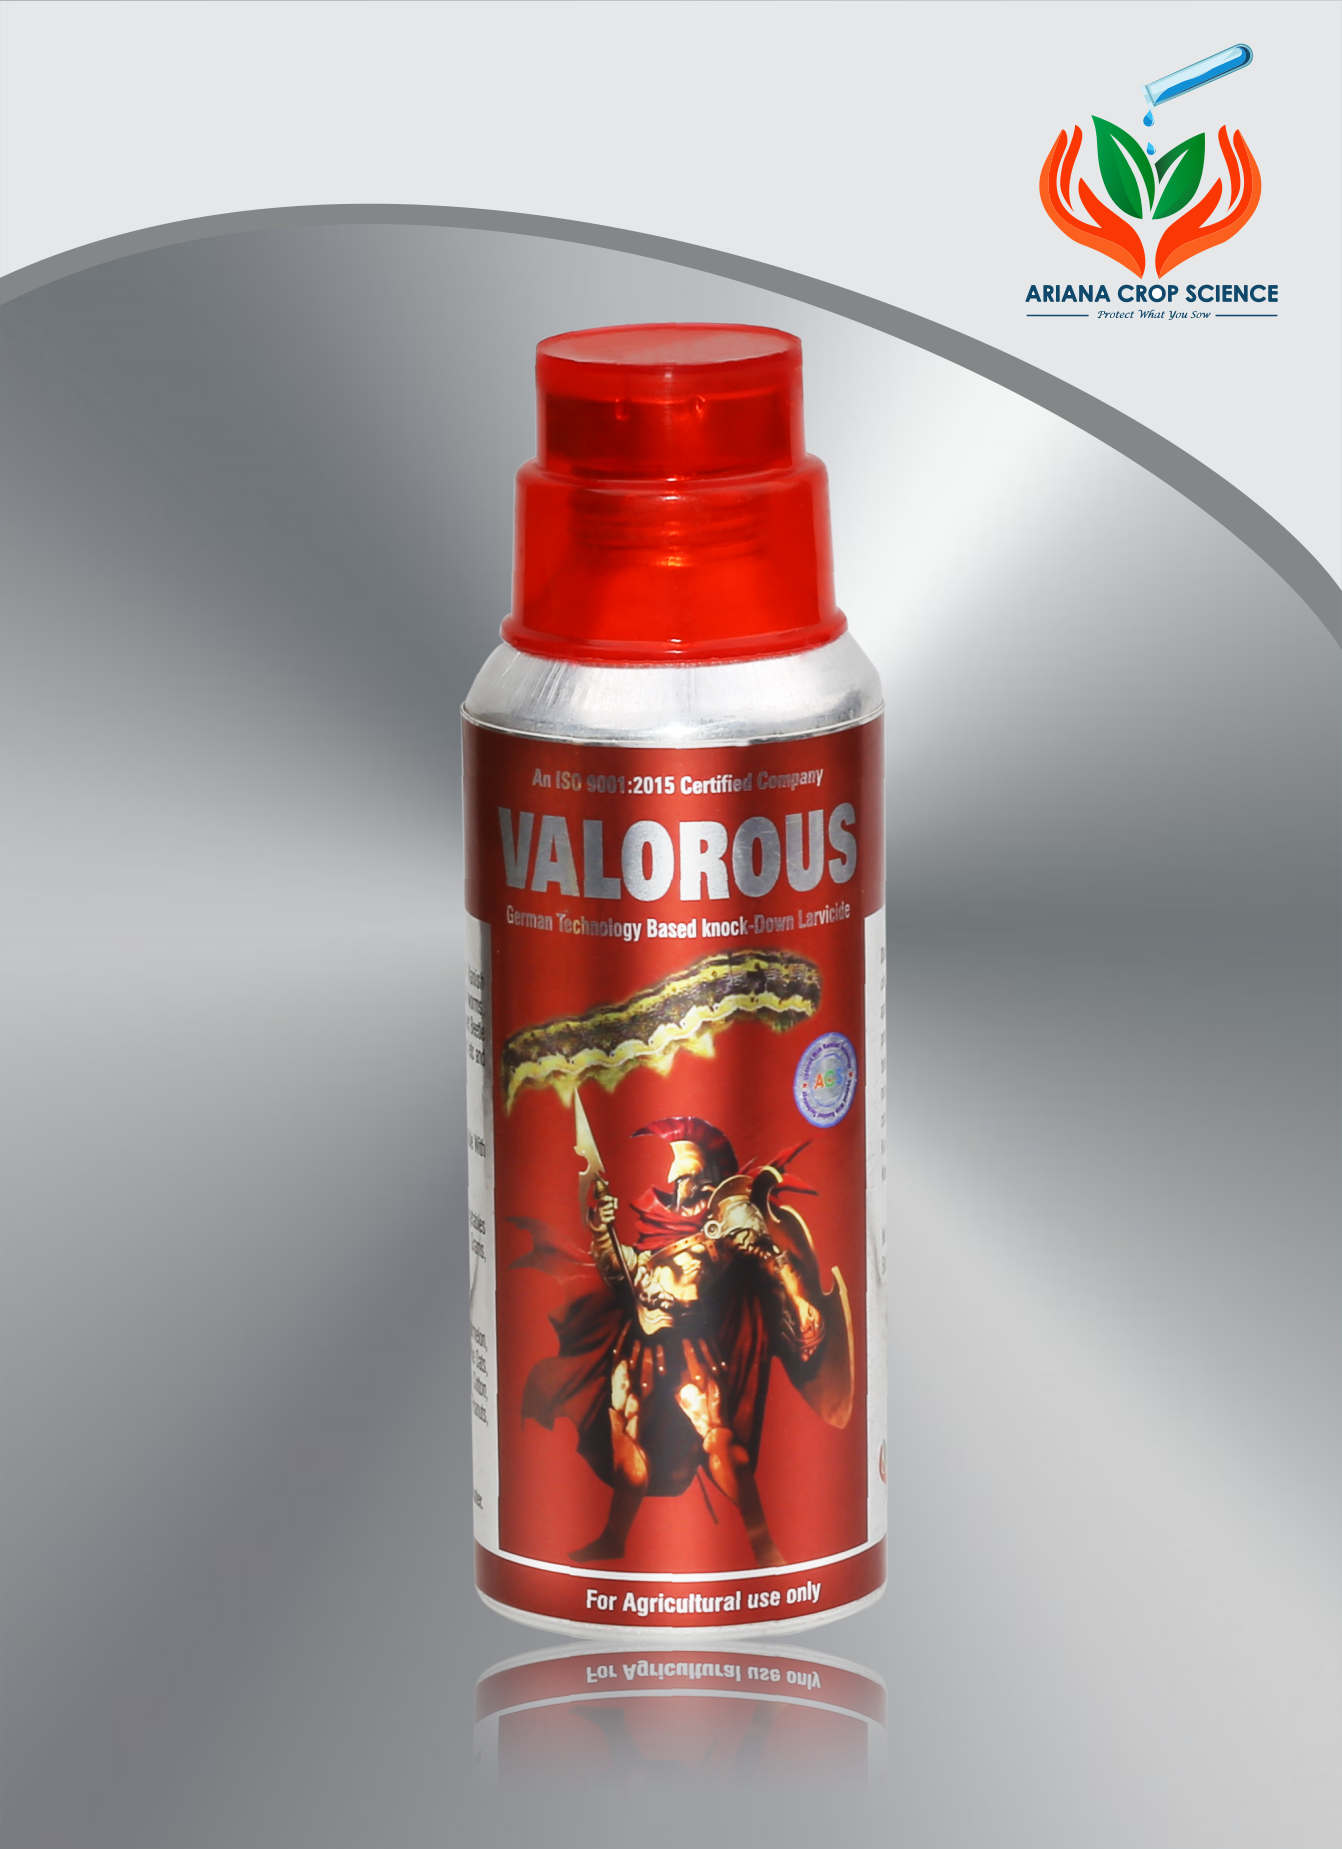 ARIANA CROP SCIENCE
Protect What You Sow
An ISO 9001:2015 Certified Company
VALOROUS
German Technology Based knock-Down Larvicide
ACS
For Agricultural use only
For Agricultural use only